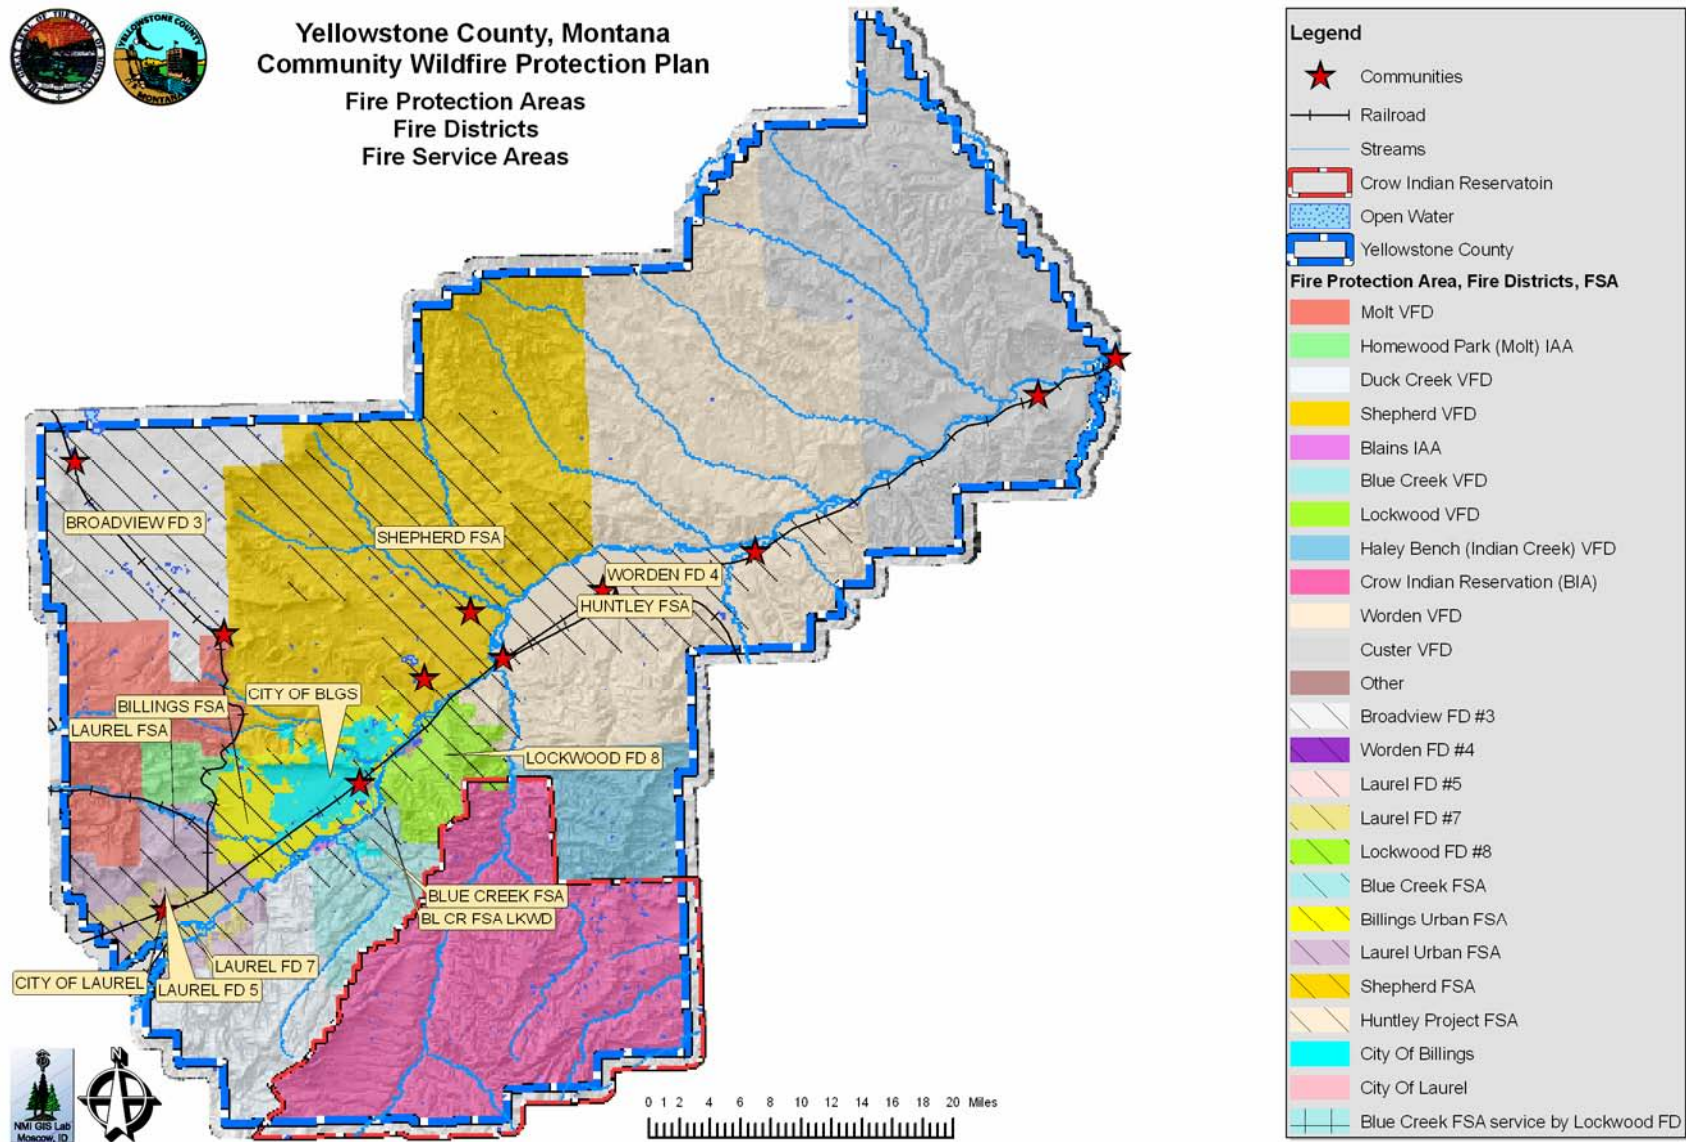 Yellowstone County, Montana
Community Wildfire Protection Plan
Fire Protection Areas
Fire Districts
Fire Service Areas
YELLOWSTONE COUNTY
MONTANA
BROADVIEW FD 3
SHEPHERD FSA
WORDEN FD 4
HUNTLEY FSA
CITY OF BLGS
BILLINGS FSA
LAUREL FSA
LOCKWOOD FD 8
BLUE CREEK FSA
BL CR FSA LKWD
LAUREL FD 7
CITY OF LAUREL
LAUREL FD 5
N
NMI GIS Lab
Moscow, ID
0 1 2 4 6 8 10 12 14 16 18 20 Miles
Legend
Communities
Railroad
Streams
Crow Indian Reservatoin
Open Water
Yellowstone County
Fire Protection Area, Fire Districts, FSA
Molt VFD
Homewood Park (Molt) IAA
Duck Creek VFD
Shepherd VFD
Blains IAA
Blue Creek VFD
Lockwood VFD
Haley Bench (Indian Creek) VFD
Crow Indian Reservation (BIA)
Worden VFD
Custer VFD
Other
Broadview FD #3
Worden FD #4
Laurel FD #5
Laurel FD #7
Lockwood FD #8
Blue Creek FSA
Billings Urban FSA
Laurel Urban FSA
Shepherd FSA
Huntley Project FSA
City Of Billings
City Of Laurel
Blue Creek FSA service by Lockwood FD